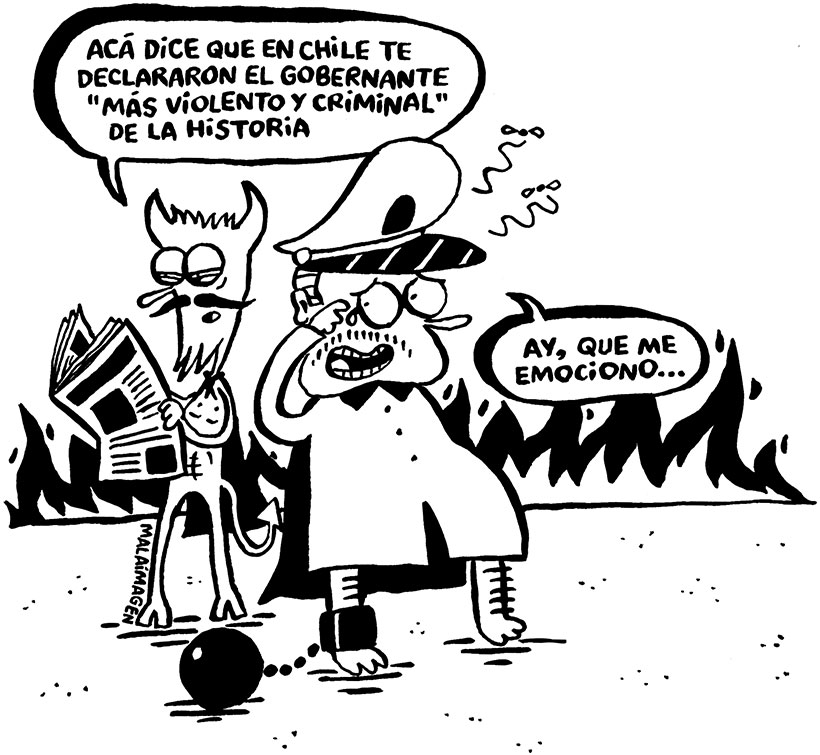 ACÁ DiCE QUE EN CHiLE TE
DECLARARON EL GOBERNANTE
"MÁS ViOLENTO Y CRiMiNAL"
DE LA HiSTORIA
AY, QUE ME
EMOCiONO...
MALAiMAGEN